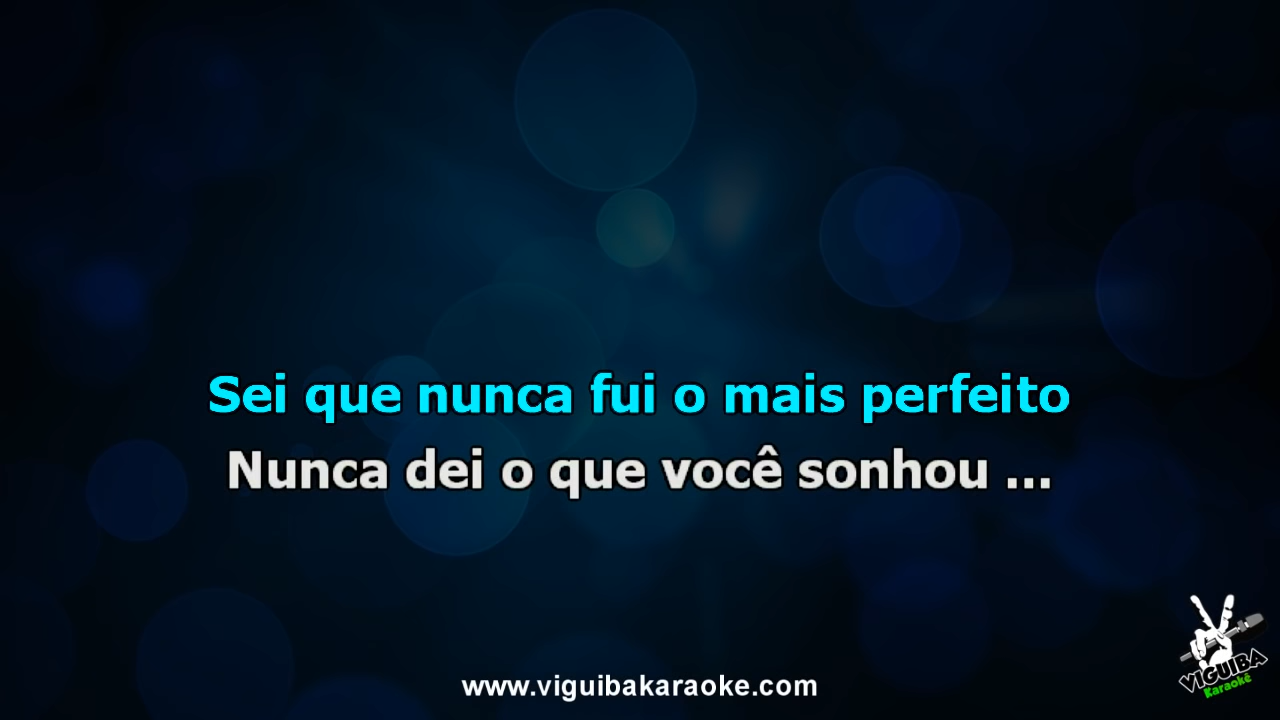 Sei que nunca fui o mais perfeito
Nunca dei o que você sonhou ...
www.viguibakaraoke.com
VIGUIBA
Karaokê